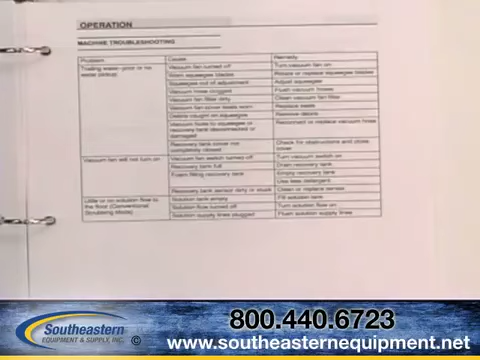 OPERATION
MACHINE TROUBLESHOOTING
Problem Cause Remedy
Trailing water-poor or no water pickup Vacuum fan turned off Turn vacuum fan on
Worn squeegee blades Rotate or replace squeegee blades
Squeegee out of adjustment Adjust squeegee
Vacuum hose clogged Flush vacuum hoses
Vacuum fan filter dirty Clean vacuum fan filter
Vacuum fan cover seals worn Replace seals
Debris caught on squeegee Remove debris
Vacuum hose to squeegee or recovery tank disconnected or damaged Reconnect or replace vacuum hose
Recovery tank cover not completely closed Check for obstructions and close cover
Vacuum fan will not turn on Vacuum fan switch turned off Turn vacuum switch on
Recovery tank full Drain recovery tank
Foam filling recovery tank Empty recovery tank
Use less detergent
Recovery tank sensor dirty or stuck Clean or replace sensor
Little or no solution flow to the floor (Conventional Scrubbing Mode) Solution tank empty Fill solution tank
Solution flow turned off Turn solution flow on
Solution supply lines plugged Flush solution supply lines
Southeastern
EQUIPMENT & SUPPLY, INC. ©
800.440.6723
www.southeasternequipment.net